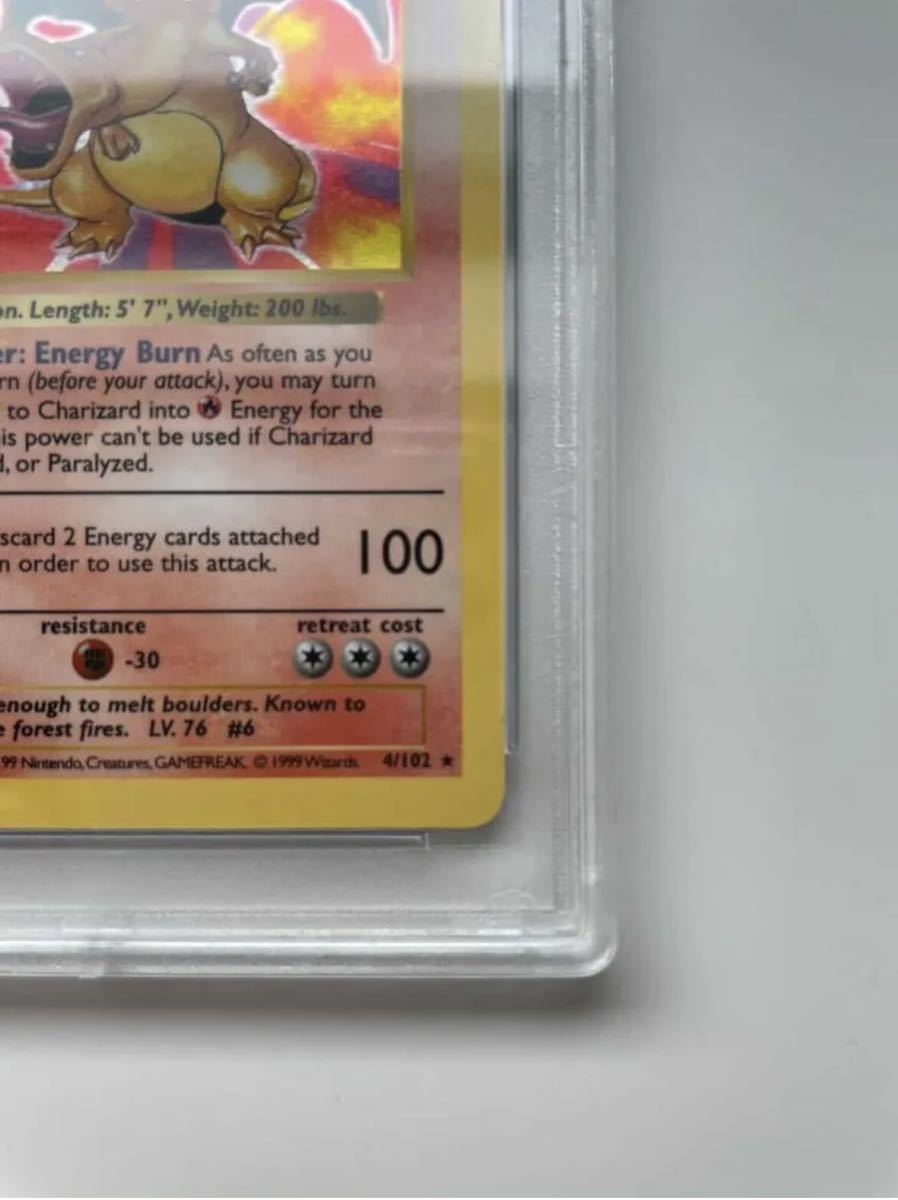 on. Length: 5' 7", Weight: 200 lbs.
er: Energy Burn As often as you
rn (before your attack), you may turn
to Charizard into Energy for the
is power can't be used if Charizard
d, or Paralyzed.
scard 2 Energy cards attached
n order to use this attack.
100
resistance
retreat cost
-30
enough to melt boulders. Known to
e forest fires. LV. 76 #6
99 Nintendo, Creatures, GAMEFREAK. © 1999 Wizards. 4/102 ★